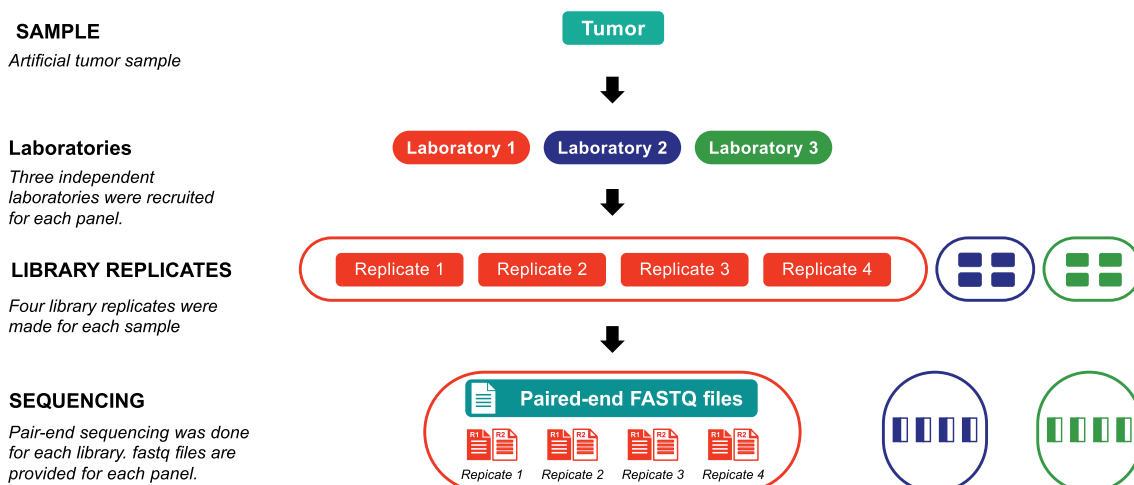 SAMPLE
Artificial tumor sample
Tumor
Laboratories
Three independent
laboratories were recruited
for each panel.
Laboratory 1
Laboratory 2
Laboratory 3
LIBRARY REPLICATES
Four library replicates were
made for each sample
Replicate 1
Replicate 2
Replicate 3
Replicate 4
SEQUENCING
Pair-end sequencing was done
for each library. fastq files are
provided for each panel.
Paired-end FASTQ files
R1 R2 R1 R2 R1 R2 R1 R2
Replicate 1
Replicate 2
Replicate 3
Replicate 4